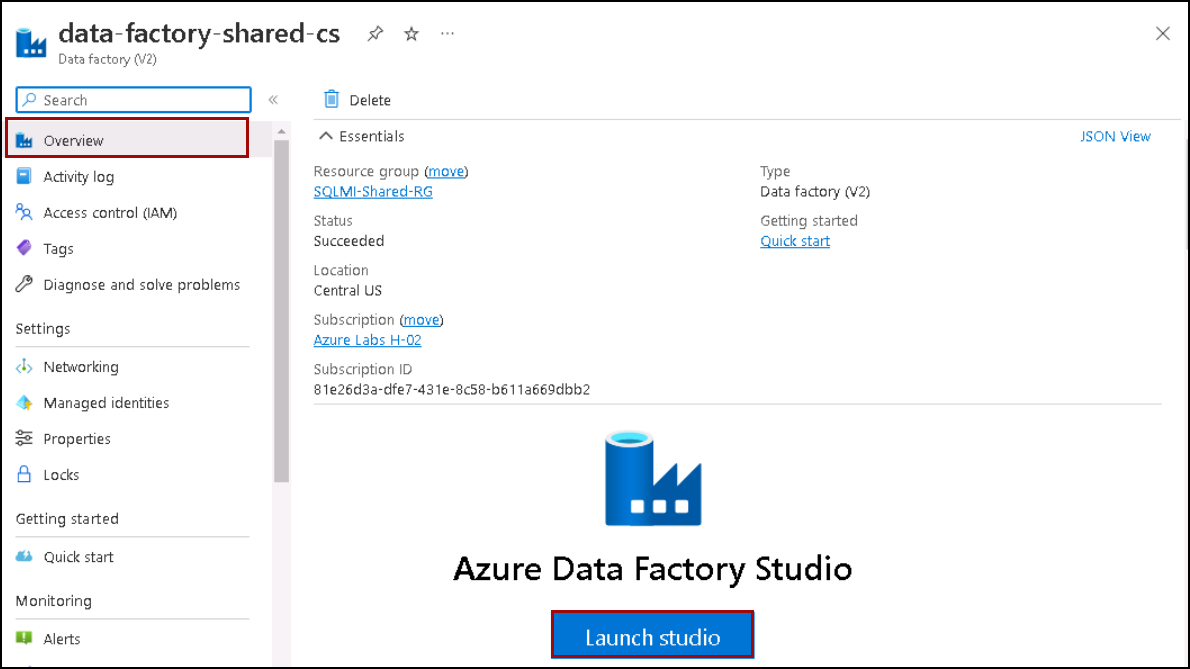 data-factory-shared-cs ...
Data factory (V2)
Search
«
Overview
Activity log
Access control (IAM)
Tags
Diagnose and solve problems
Settings
Networking
Managed identities
Properties
Locks
Getting started
Quick start
Monitoring
Alerts
Delete
Essentials
JSON View
Resource group (move)
SQLMI-Shared-RG
Status
Succeeded
Location
Central US
Subscription (move)
Azure Labs H-02
Subscription ID
81e26d3a-dfe7-431e-8c58-b611a669dbb2
Type
Data factory (V2)
Getting started
Quick start
Azure Data Factory Studio
Launch studio